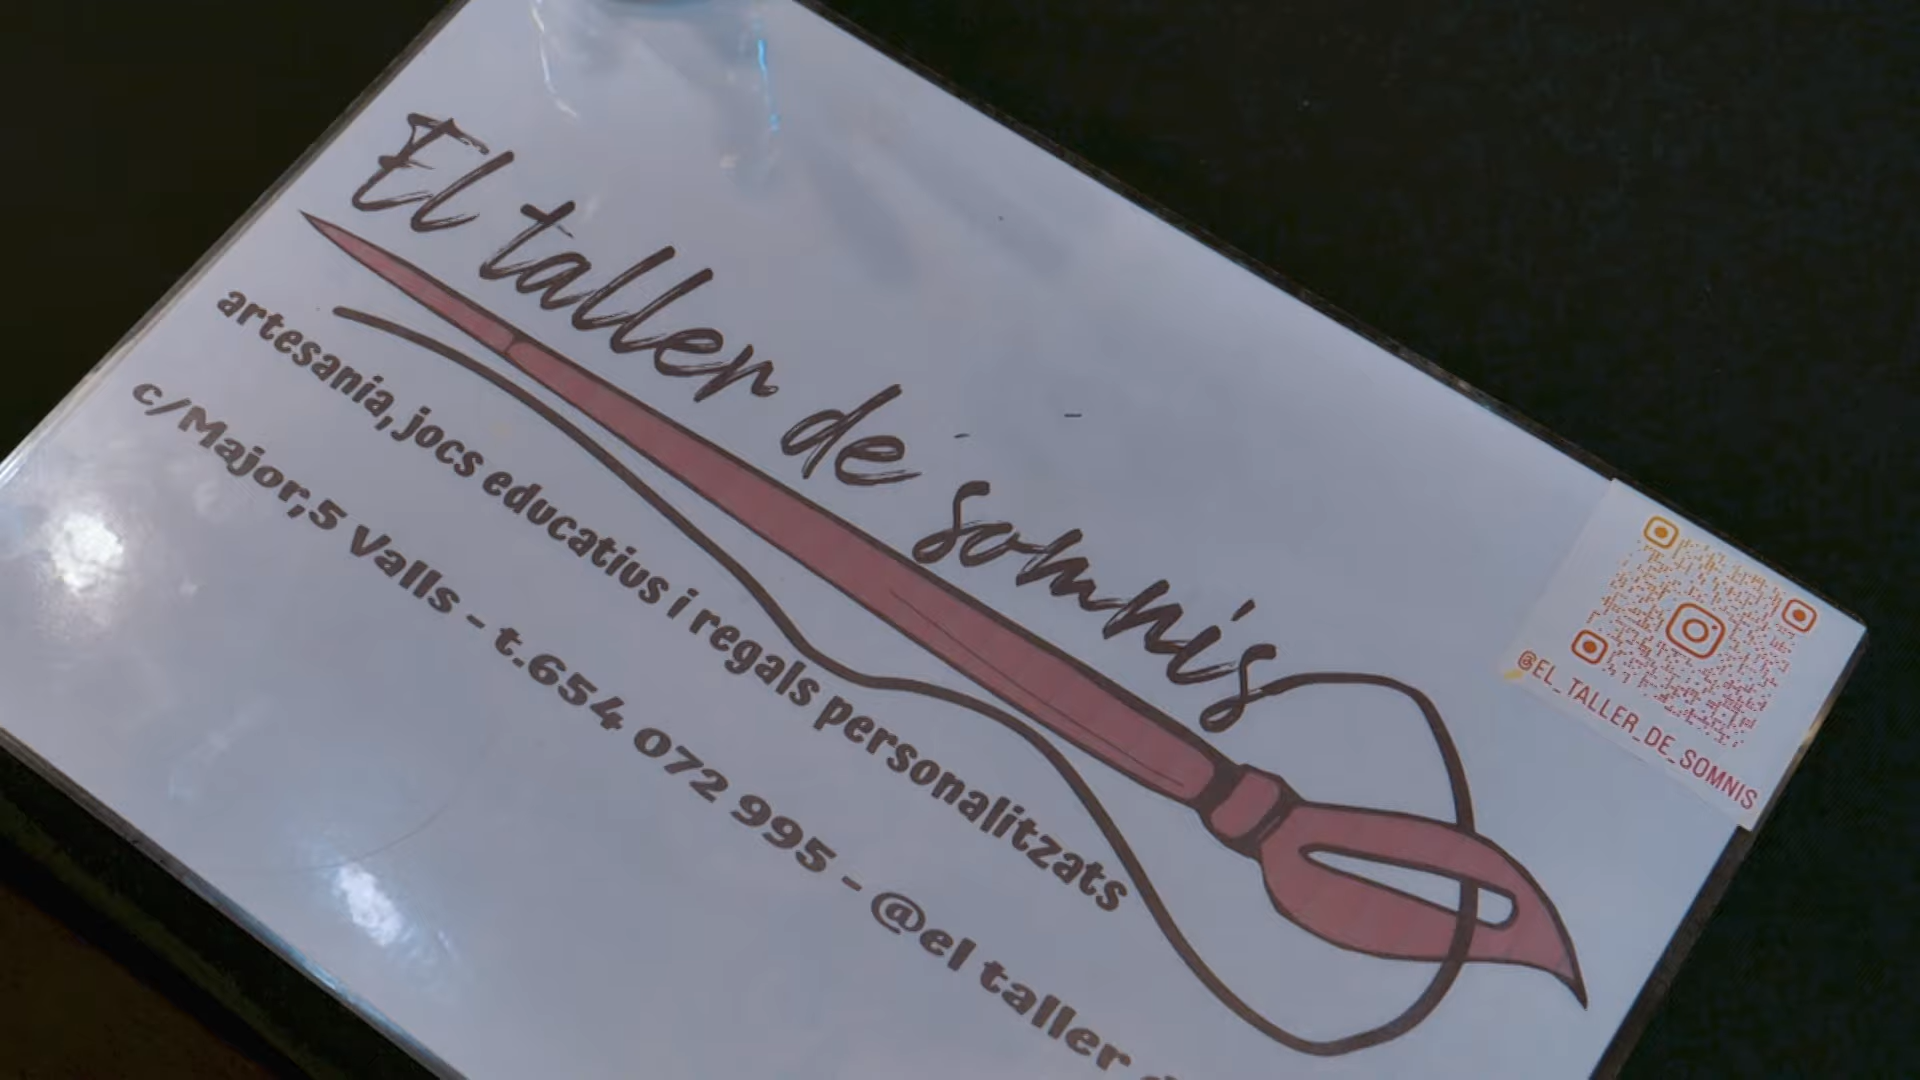 El taller de somnis
artesania, jocs educatius i regals personalitzats
c/Major,5 Valls - t.654 072 995 - @el taller
@EL_TALLER_DE_SOMNIS